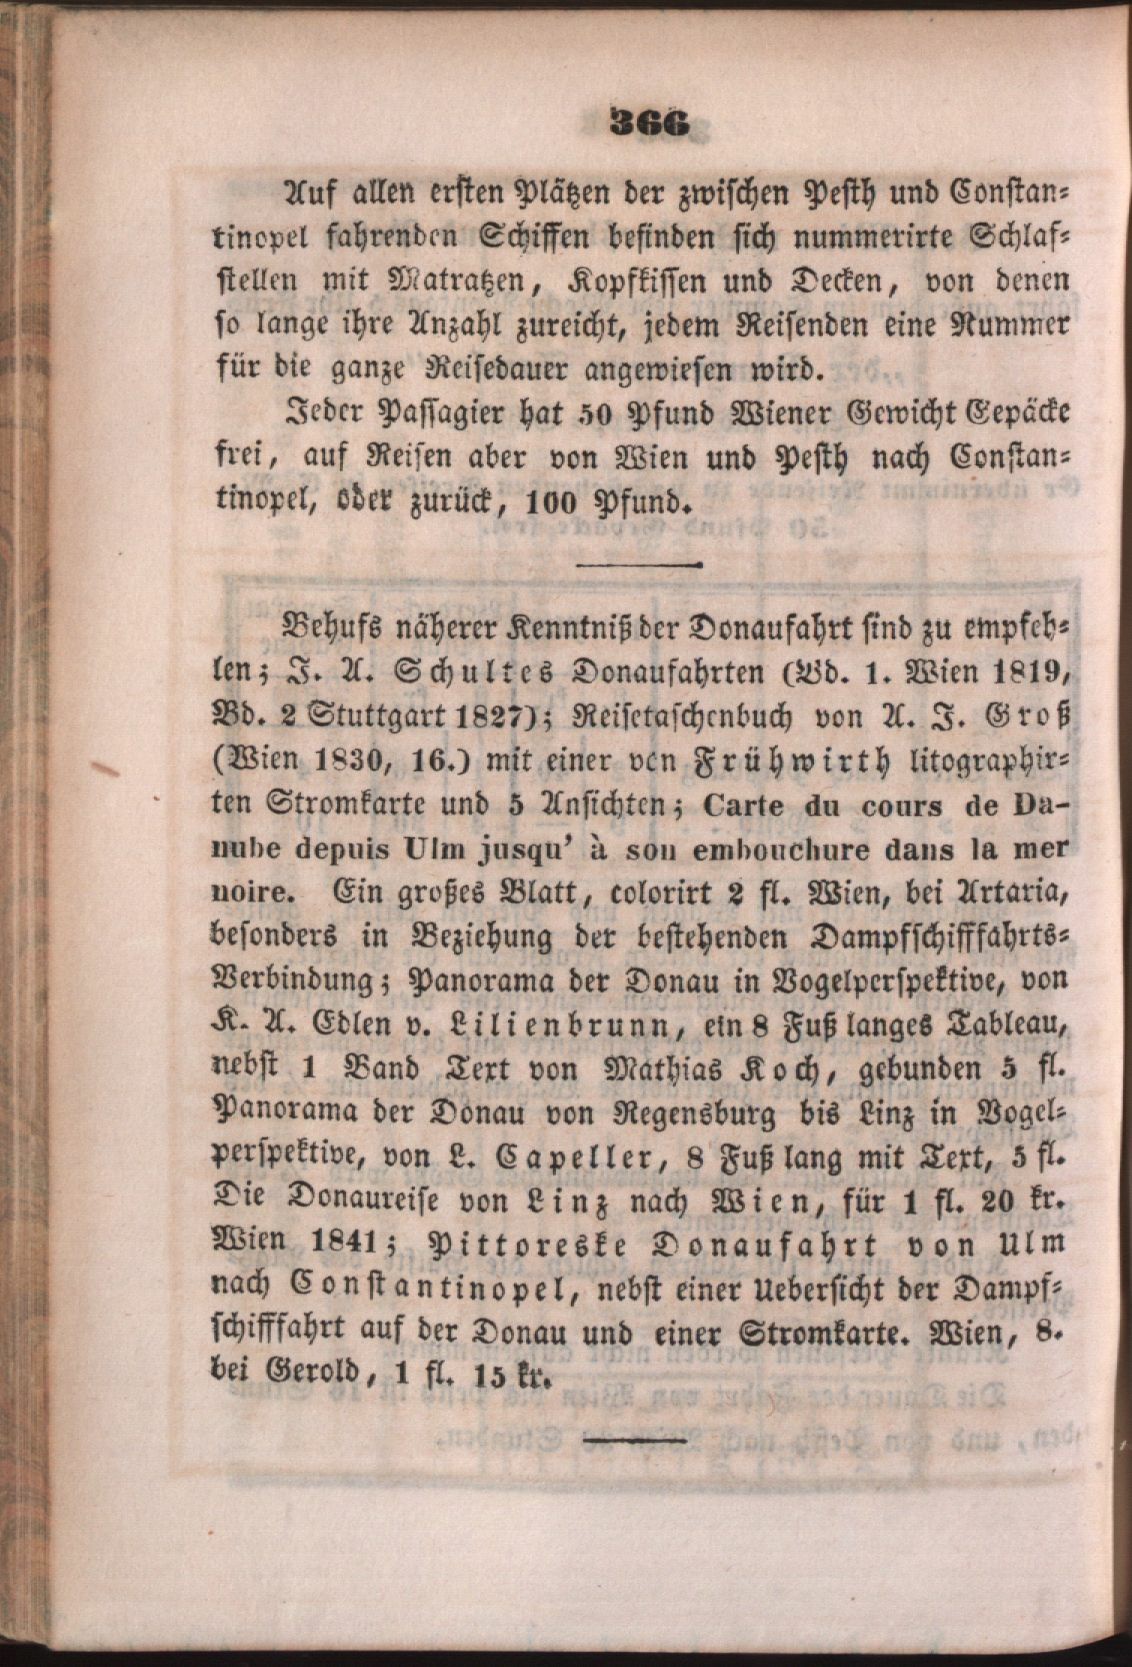 366
Auf allen ersten Plätzen der zwischen Pesth und Constan-
tinopel fahrenden Schiffen befinden sich nummerirte Schlaf-
stellen mit Matratzen, Kopfkissen und Decken, von denen
so lange ihre Anzahl zureicht, jedem Reisenden eine Nummer
für die ganze Reisedauer angewiesen wird.
Jeder Passagier hat 50 Pfund Wiener Gewicht Gepäcke
frei, auf Reisen aber von Wien und Pesth nach Constan-
tinopel, oder zurück, 100 Pfund.
Behufs näherer Kenntniß der Donaufahrt sind zu empfeh-
len; J. A. Schultes Donaufahrten (Bd. 1. Wien 1819,
Bd. 2 Stuttgart 1827); Reisetaschenbuch von A. J. Groß
(Wien 1830, 16.) mit einer von Frühwirth litographir-
ten Stromkarte und 5 Ansichten; Carte du cours de Da-
nube depuis Ulm jusqu' à son embouchure dans la mer
noire. Ein großes Blatt, colorirt 2 fl. Wien, bei Artaria,
besonders in Beziehung der bestehenden Dampfschifffahrts-
Verbindung; Panorama der Donau in Vogelperspektive, von
K. A. Edlen v. Lilienbrunn, ein 8 Fuß langes Tableau,
nebst 1 Band Text von Mathias Koch, gebunden 5 fl.
Panorama der Donau von Regensburg bis Linz in Vogel-
perspektive, von L. Capeller, 8 Fuß lang mit Text, 5 fl.
Die Donaureise von Linz nach Wien, für 1 fl. 20 kr.
Wien 1841; Pittoreske Donaufahrt von Ulm
nach Constantinopel, nebst einer Uebersicht der Dampf-
schifffahrt auf der Donau und einer Stromkarte. Wien, 8.
bei Gerold, 1 fl. 15 kr.